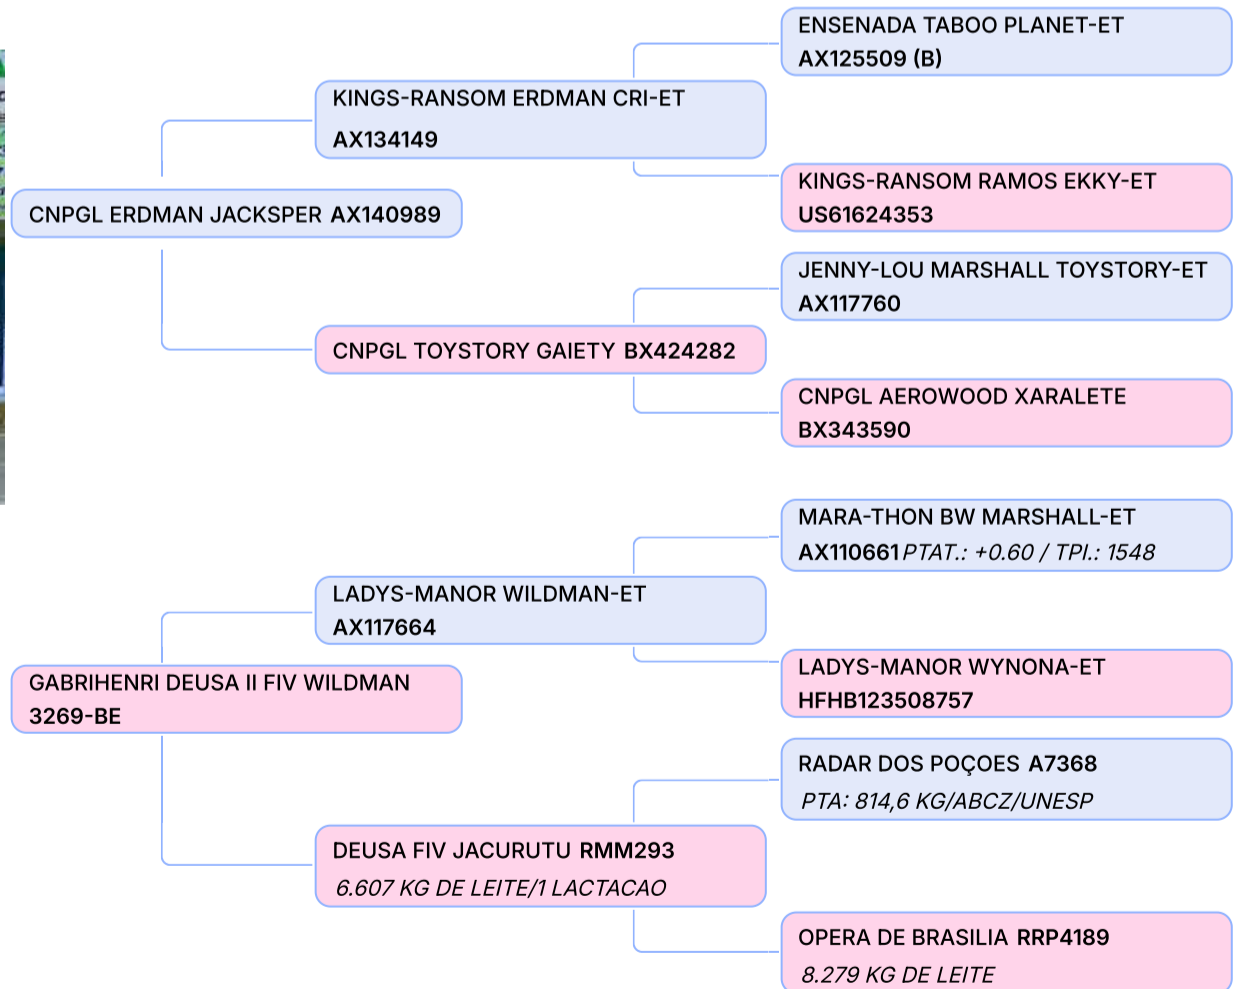 ENSENADA TABOO PLANET-ET
AX125509 (B)
KINGS-RANSOM ERDMAN CRI-ET
AX134149
KINGS-RANSOM RAMOS EKKY-ET
US61624353
CNPGL ERDMAN JACKSPER AX140989
JENNY-LOU MARSHALL TOYSTORY-ET
AX117760
CNPGL TOYSTORY GAIETY BX424282
CNPGL AEROWOOD XARALETE
BX343590
MARA-THON BW MARSHALL-ET
AX110661 PTAT.: +0.60 / TPI.: 1548
LADYS-MANOR WILDMAN-ET
AX117664
LADYS-MANOR WYNONA-ET
HFHB123508757
GABRIHENRI DEUSA II FIV WILDMAN
3269-BE
RADAR DOS POÇOES A7368
PTA: 814,6 KG/ABCZ/UNESP
DEUSA FIV JACURUTU RMM293
6.607 KG DE LEITE/1 LACTACAO
OPERA DE BRASILIA RRP4189
8.279 KG DE LEITE